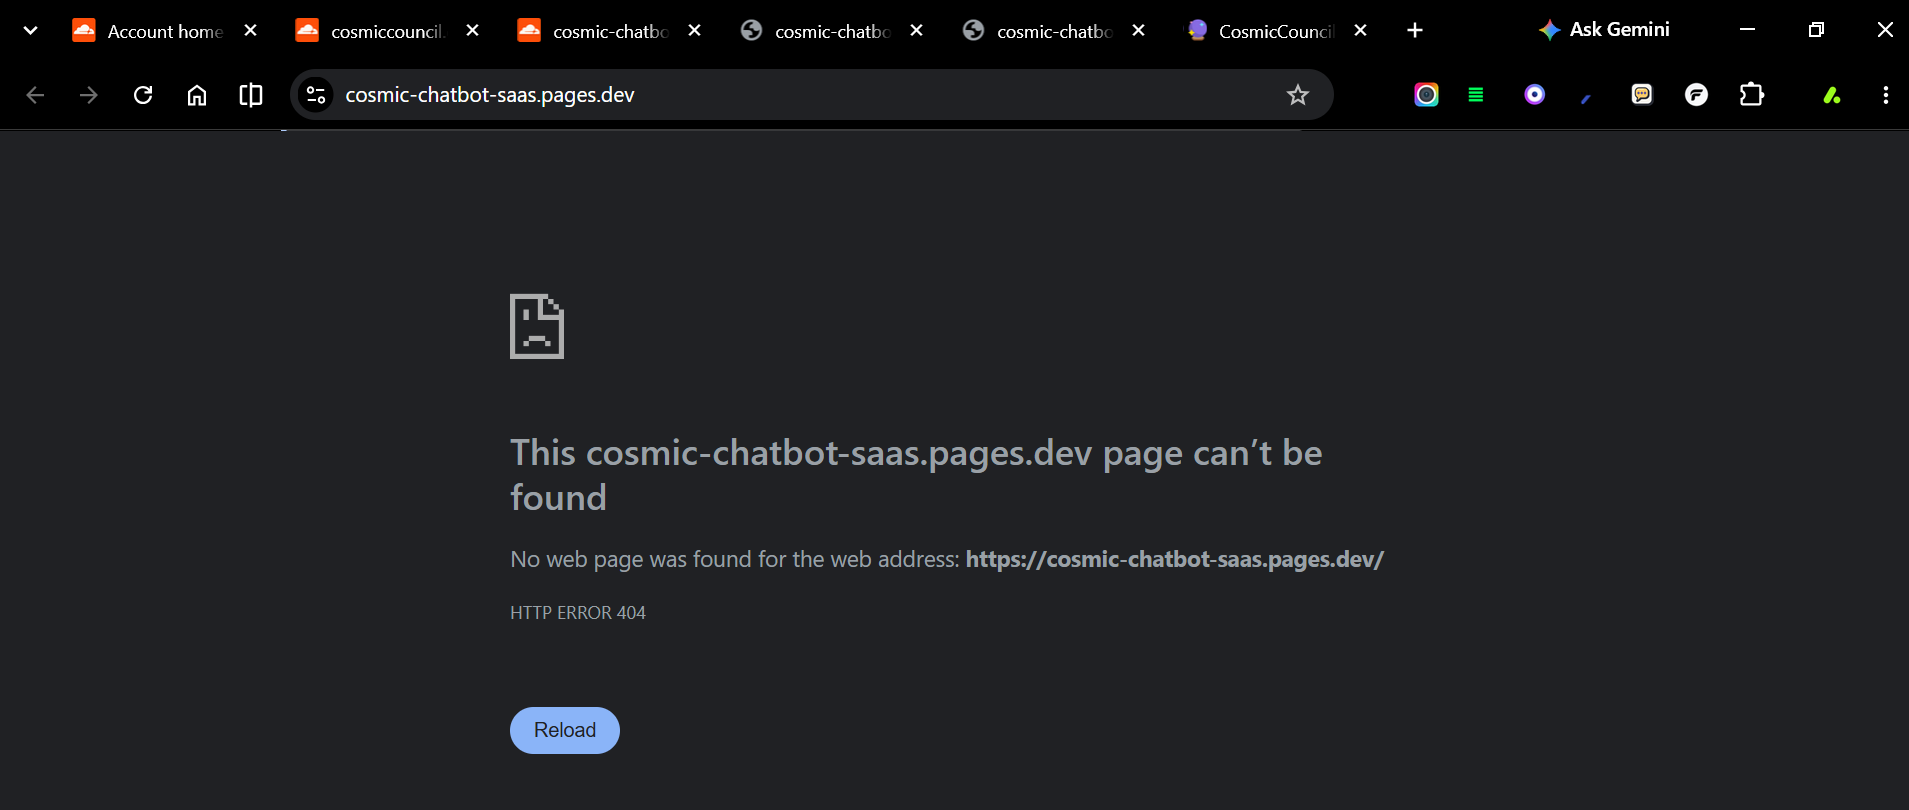 Account home
cosmiccouncil.
cosmic-chatbo
cosmic-chatbo
cosmic-chatbo
CosmicCouncil
Ask Gemini
cosmic-chatbot-saas.pages.dev
This cosmic-chatbot-saas.pages.dev page can’t be
found
No web page was found for the web address: https://cosmic-chatbot-saas.pages.dev/
HTTP ERROR 404
Reload